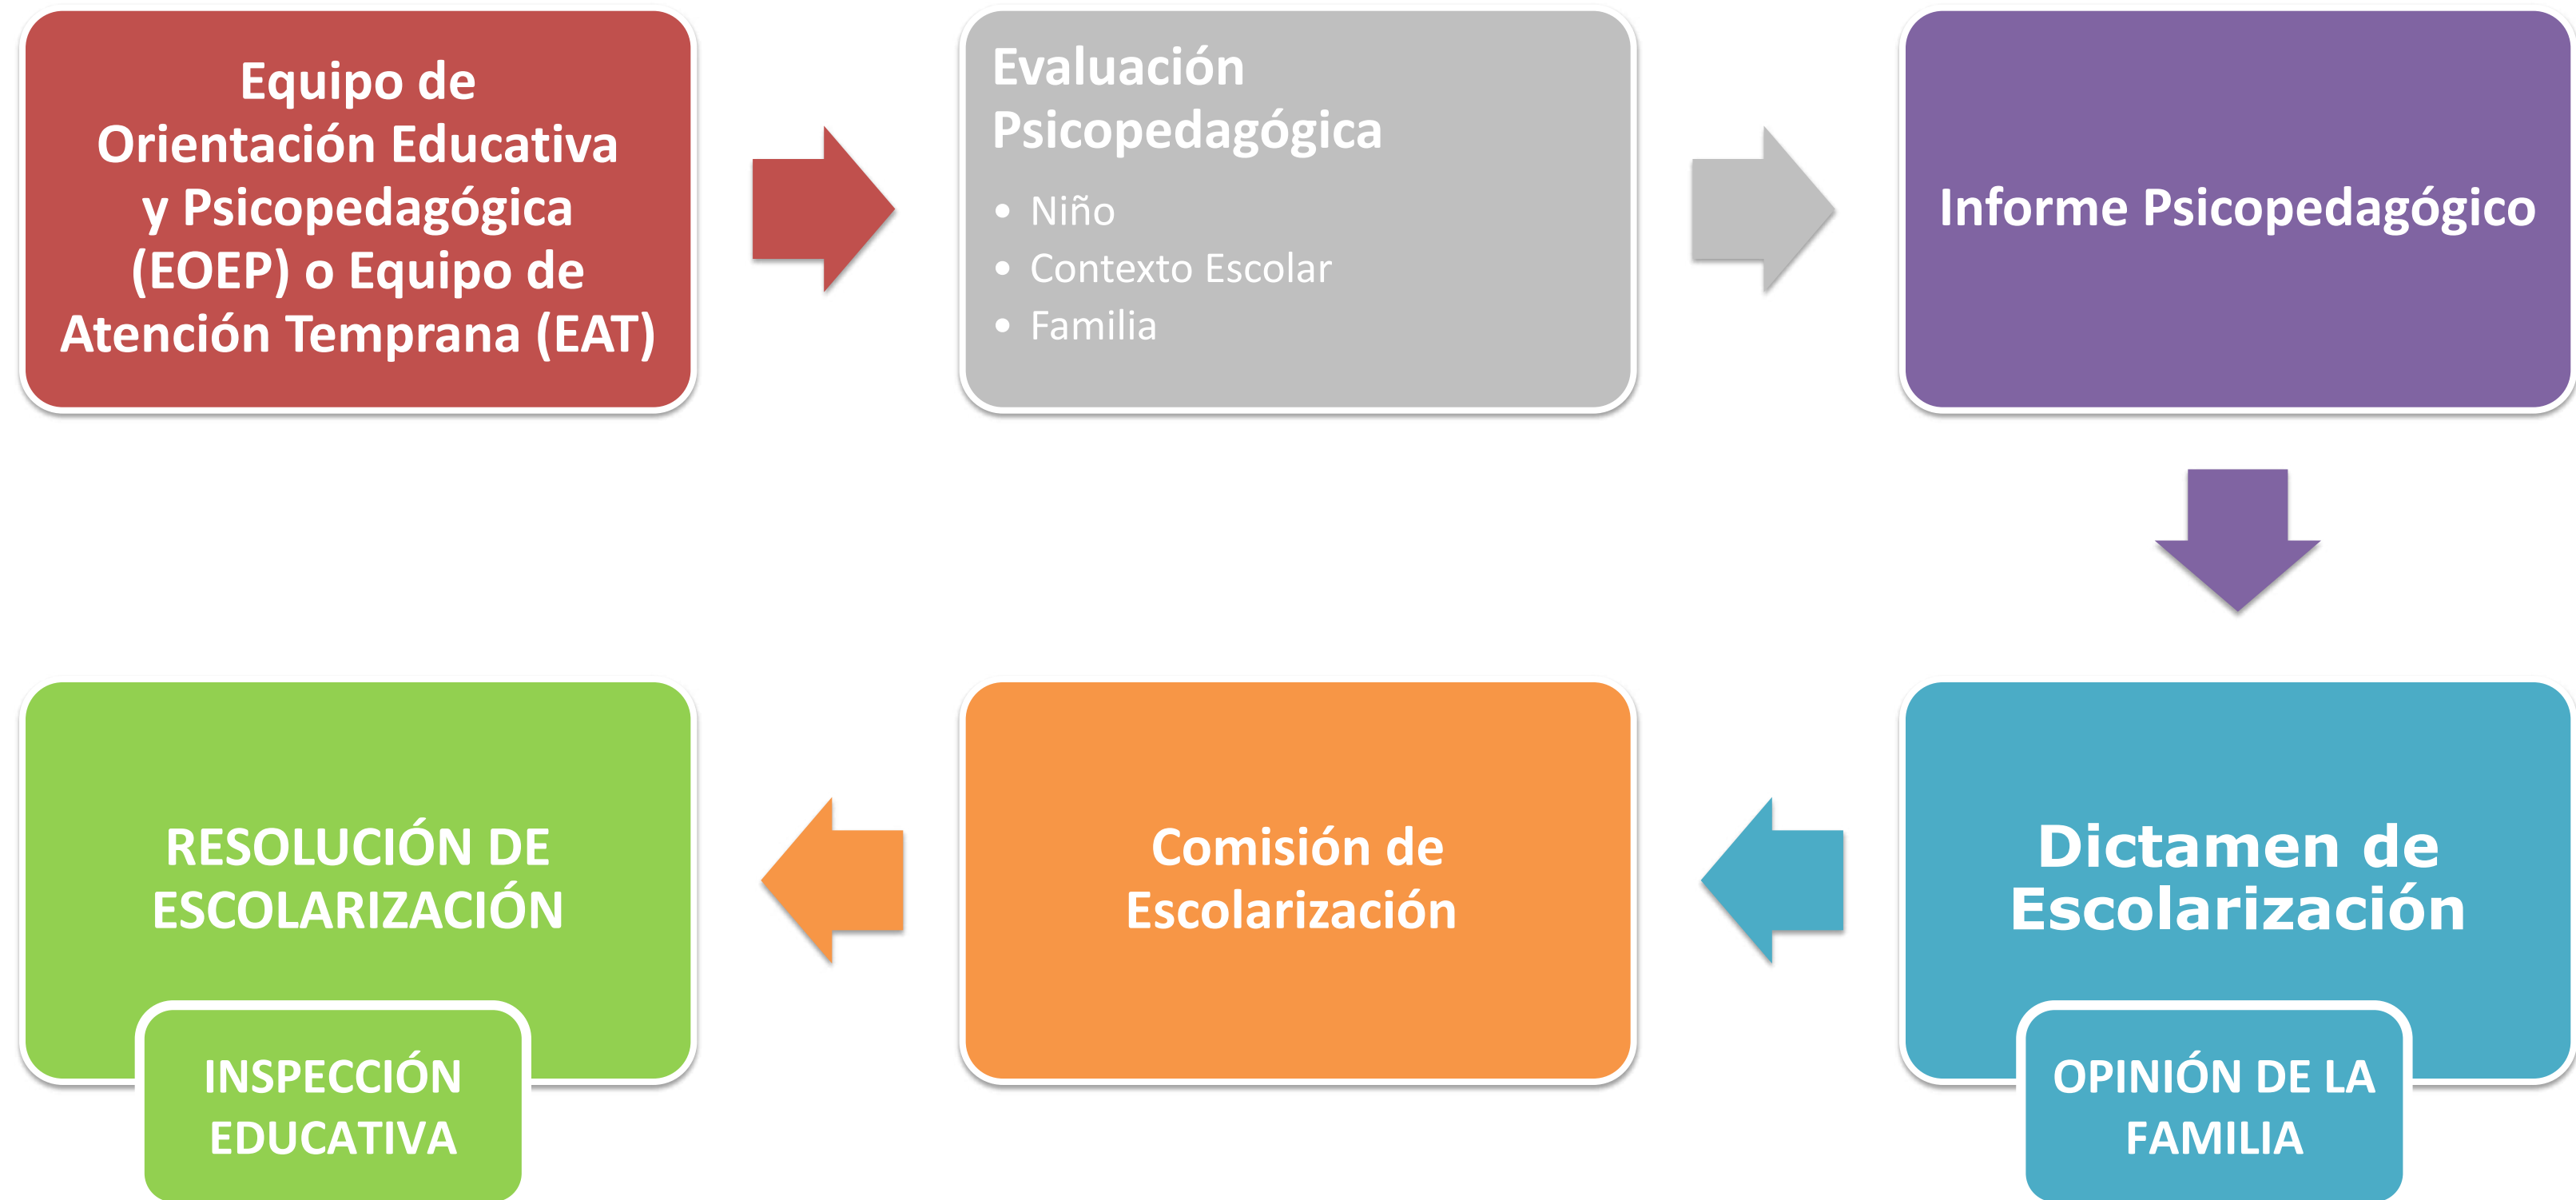 Equipo de
Orientación Educativa
y Psicopedagógica
(EOEP) o Equipo de
Atención Temprana (EAT)
Evaluación
Psicopedagógica
• Niño
• Contexto Escolar
• Familia
Informe Psicopedagógico
Dictamen de
Escolarización
OPINIÓN DE LA
FAMILIA
Comisión de
Escolarización
RESOLUCIÓN DE
ESCOLARIZACIÓN
INSPECCIÓN
EDUCATIVA